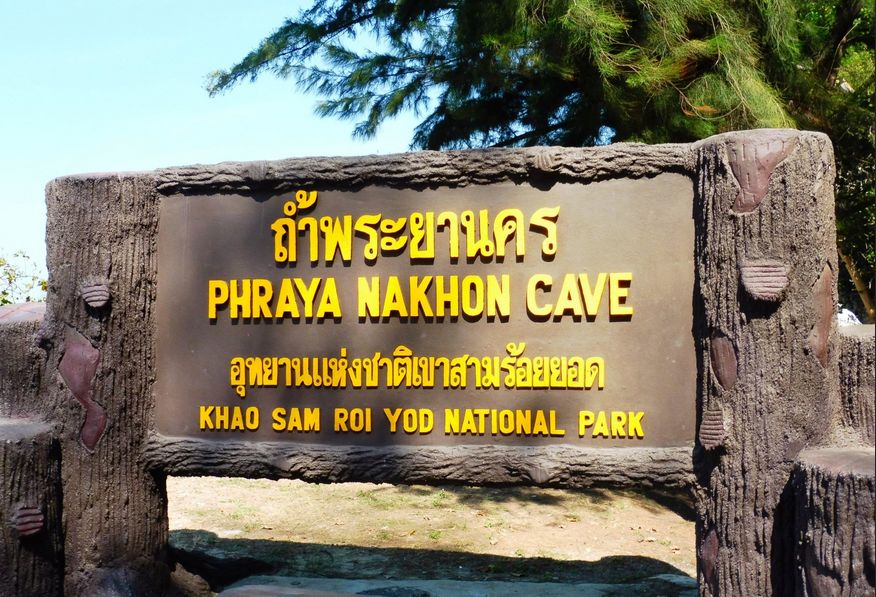 ถ้ำพระยานคร
PHRAYA NAKHON CAVE
อุทยานแห่งชาติเขาสามร้อยยอด
KHAO SAM ROI YOD NATIONAL PARK